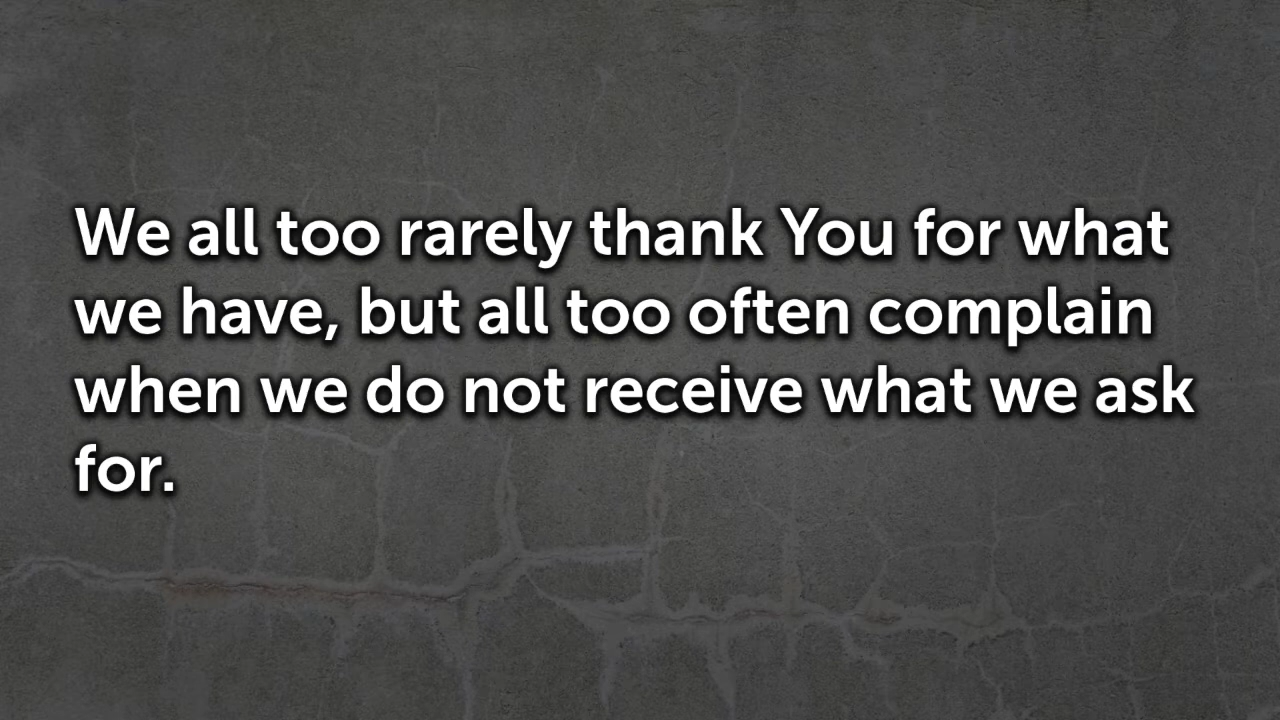 We all too rarely thank You for what
we have, but all too often complain
when we do not receive what we ask
for.